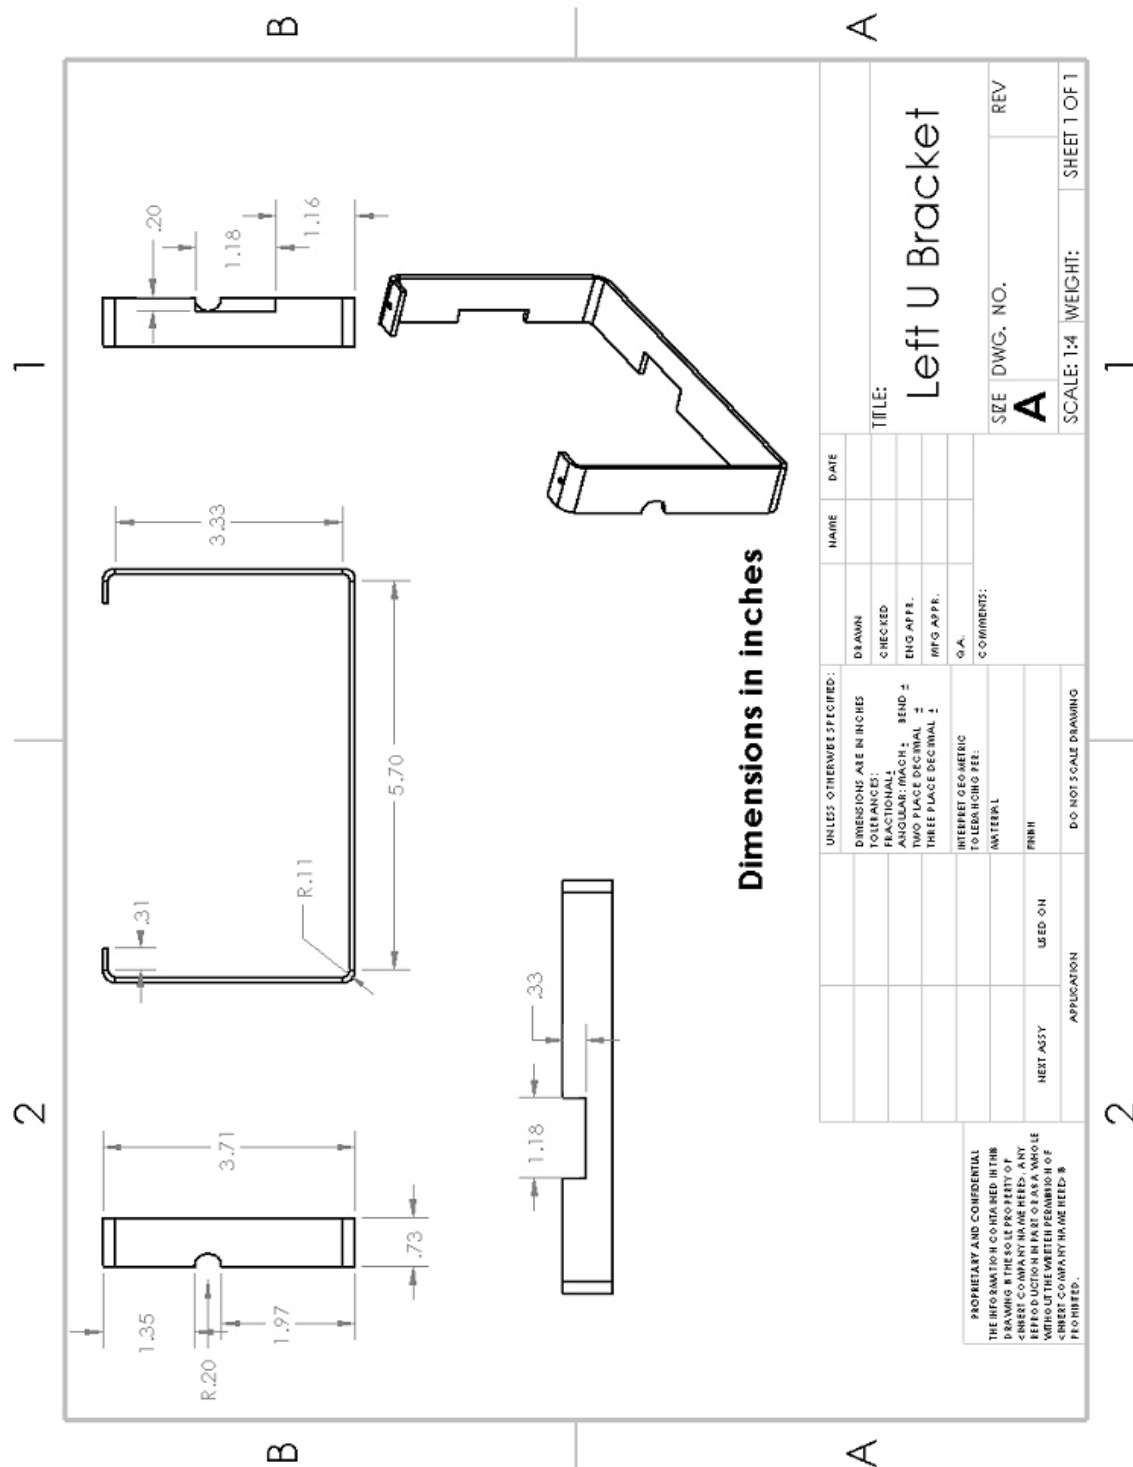 2
1
B
B
A
A
2
1
3.71
.73
1.35
R.20
1.97
.31
R.11
5.70
3.33
.20
1.18
1.16
1.18
.33
Dimensions in inches
PROPRIETARY AND CONFIDENTIAL
THE INFORMATION CONTAINED IN THIS
DRAWING IS THE SOLE PROPERTY OF
<INSERT COMPANY NAME HERE>. ANY
REPRODUCTION IN PART OR AS A WHOLE
WITHOUT THE WRITTEN PERMISSION OF
<INSERT COMPANY NAME HERE> IS
PROHIBITED.
NEXT ASSY
USED ON
APPLICATION
UNLESS OTHERWISE SPECIFIED:
DIMENSIONS ARE IN INCHES
TOLERANCES:
FRACTIONAL ±
ANGULAR: MACH ± BEND ±
TWO PLACE DECIMAL ±
THREE PLACE DECIMAL ±
INTERPRET GEOMETRIC
TOLERANCING PER:
MATERIAL
FINISH
DO NOT SCALE DRAWING
NAME
DATE
DRAWN
CHECKED
ENG APPR.
MFG APPR.
Q.A.
COMMENTS:
TITLE:
Left U Bracket
SIZE
A
DWG. NO.
REV
SCALE: 1:4
WEIGHT:
SHEET 1 OF 1